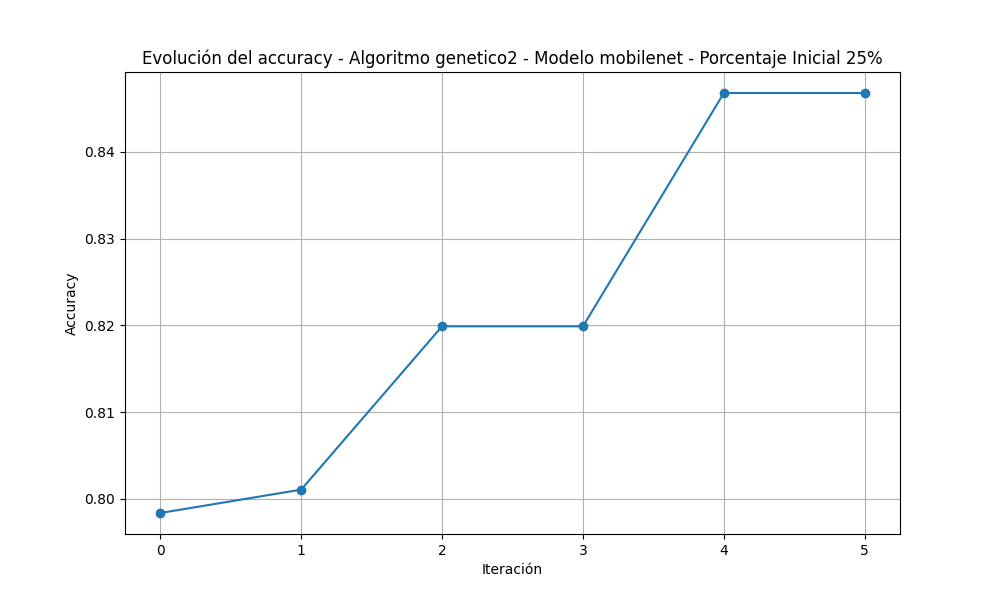 Evolución del accuracy - Algoritmo genetico2 - Modelo mobilenet - Porcentaje Inicial 25%
0.84
0.83
0.82
0.81
0.80
Accuracy
0 1 2 3 4 5
Iteración